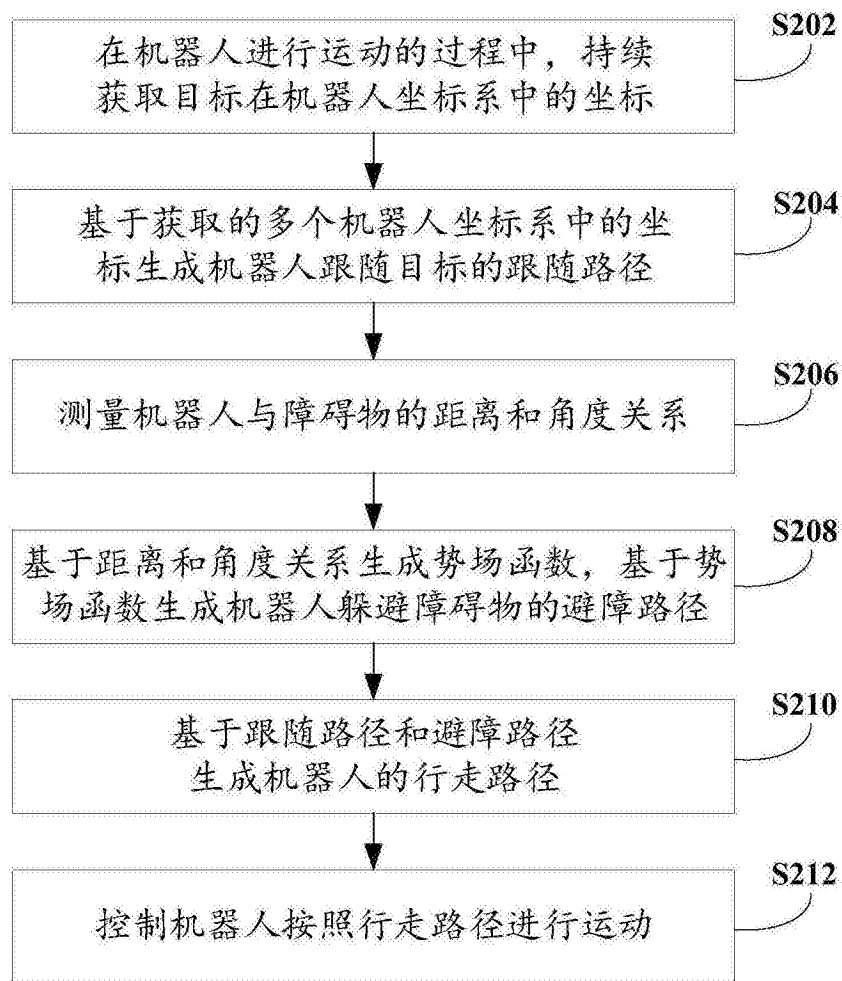 S202
在机器人进行运动的过程中，持续
获取目标在机器人坐标系中的坐标
S204
基于获取的多个机器人坐标系中的坐
标生成机器人跟随目标的跟随路径
S206
测量机器人与障碍物的距离和角度关系
S208
基于距离和角度关系生成势场函数，基于势
场函数生成机器人躲避障碍物的避障路径
S210
基于跟随路径和避障路径
生成机器人的行走路径
S212
控制机器人按照行走路径进行运动